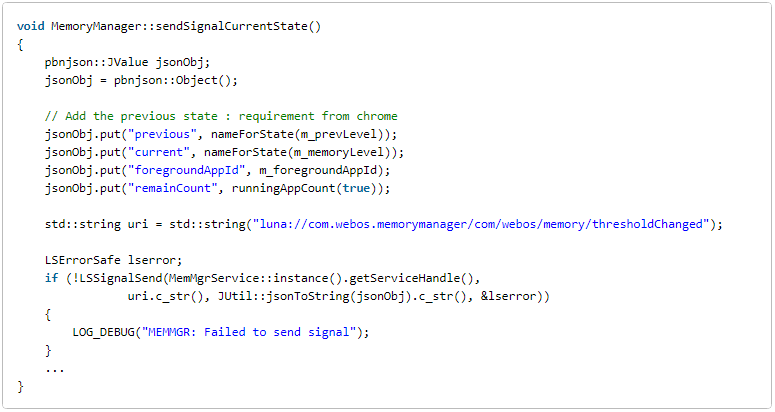 void MemoryManager::sendSignalCurrentState()
{
    pbnjson::JValue jsonObj;
    jsonObj = pbnjson::Object();

    // Add the previous state : requirement from chrome
    jsonObj.put("previous", nameForState(m_prevLevel));
    jsonObj.put("current", nameForState(m_memoryLevel));
    jsonObj.put("foregroundAppId", m_foregroundAppId);
    jsonObj.put("remainCount", runningAppCount(true));

    std::string uri = std::string("luna://com.webos.memorymanager/com/webos/memory/thresholdChanged");

    LSErrorSafe lserror;
    if (!LSSignalSend(MemMgrService::instance().getServiceHandle(),
                uri.c_str(), JUtil::jsonToString(jsonObj).c_str(), &lserror))
    {
        LOG_DEBUG("MEMMGR: Failed to send signal");
    }
    ...
}